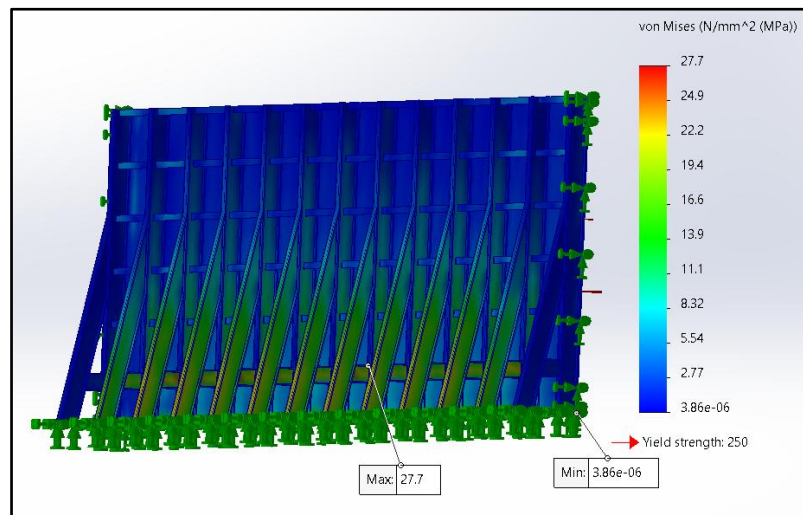 von Mises (N/mm^2 (MPa))
27.7
24.9
22.2
19.4
16.6
13.9
11.1
8.32
5.54
2.77
3.86e-06
Yield strength: 250
Max: 27.7
Min: 3.86e-06